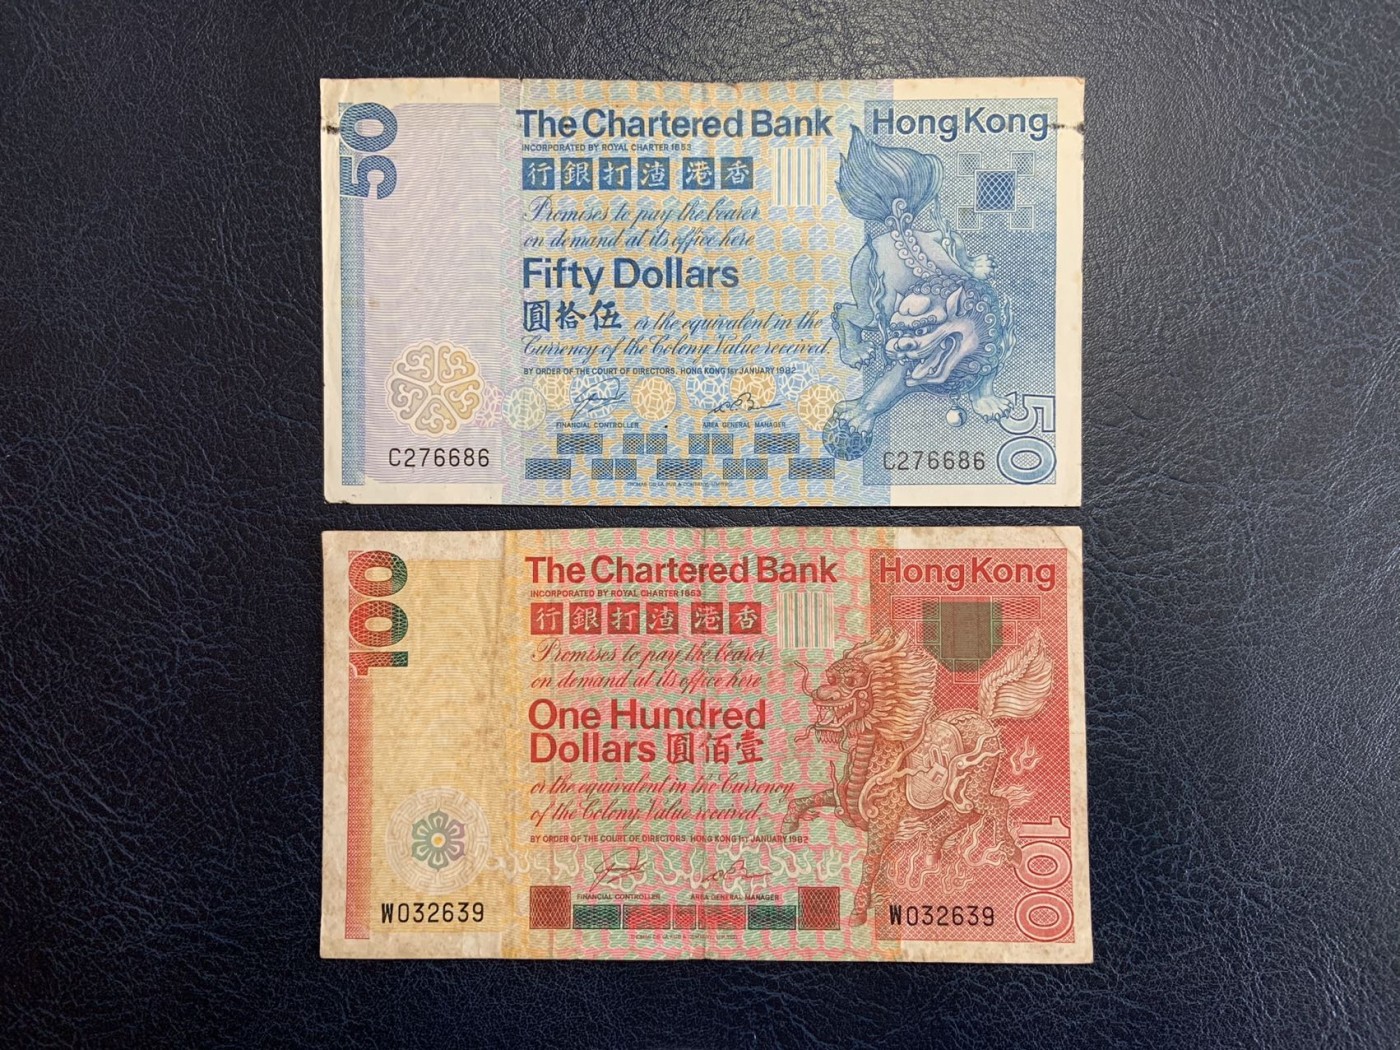 50
The Chartered Bank
Hong Kong
INCORPORATED BY ROYAL CHARTER 1853
行銀打渣 港香
Promises to pay the bearer
on demand at its office here
Fifty Dollars
圓拾伍 or the equivalent in the
Currency of the Colony Value received.
BY ORDER OF THE COURT OF DIRECTORS, HONG KONG 1ST JANUARY 1982
FINANCIAL CONTROLLER AREA GENERAL MANAGER
C276686
C276686
50
100
The Chartered Bank
Hong Kong
INCORPORATED BY ROYAL CHARTER 1853
行銀打渣 港香
Promises to pay the bearer
on demand at its office here
One Hundred
Dollars 圓佰壹
or the equivalent in the Currency
of the Colony Value received.
BY ORDER OF THE COURT OF DIRECTORS, HONG KONG 1ST JANUARY 1982
FINANCIAL CONTROLLER AREA GENERAL MANAGER
W032639
W032639
100